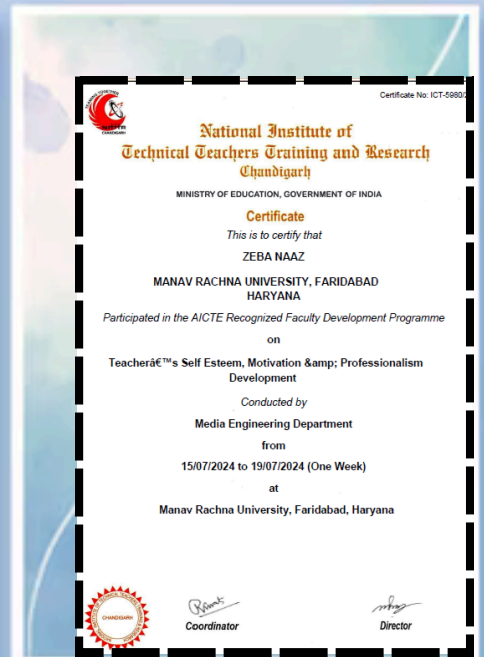 Certificate No: ICT-5980/
National Institute of
Technical Teachers Training and Research
Chandigarh
MINISTRY OF EDUCATION, GOVERNMENT OF INDIA
Certificate
This is to certify that
ZEBA NAAZ
MANAV RACHNA UNIVERSITY, FARIDABAD
HARYANA
Participated in the AICTE Recognized Faculty Development Programme
on
Teacherâ€™s Self Esteem, Motivation &amp; Professionalism
Development
Conducted by
Media Engineering Department
from
15/07/2024 to 19/07/2024 (One Week)
at
Manav Rachna University, Faridabad, Haryana
CHANDIGARH
Coordinator
Director